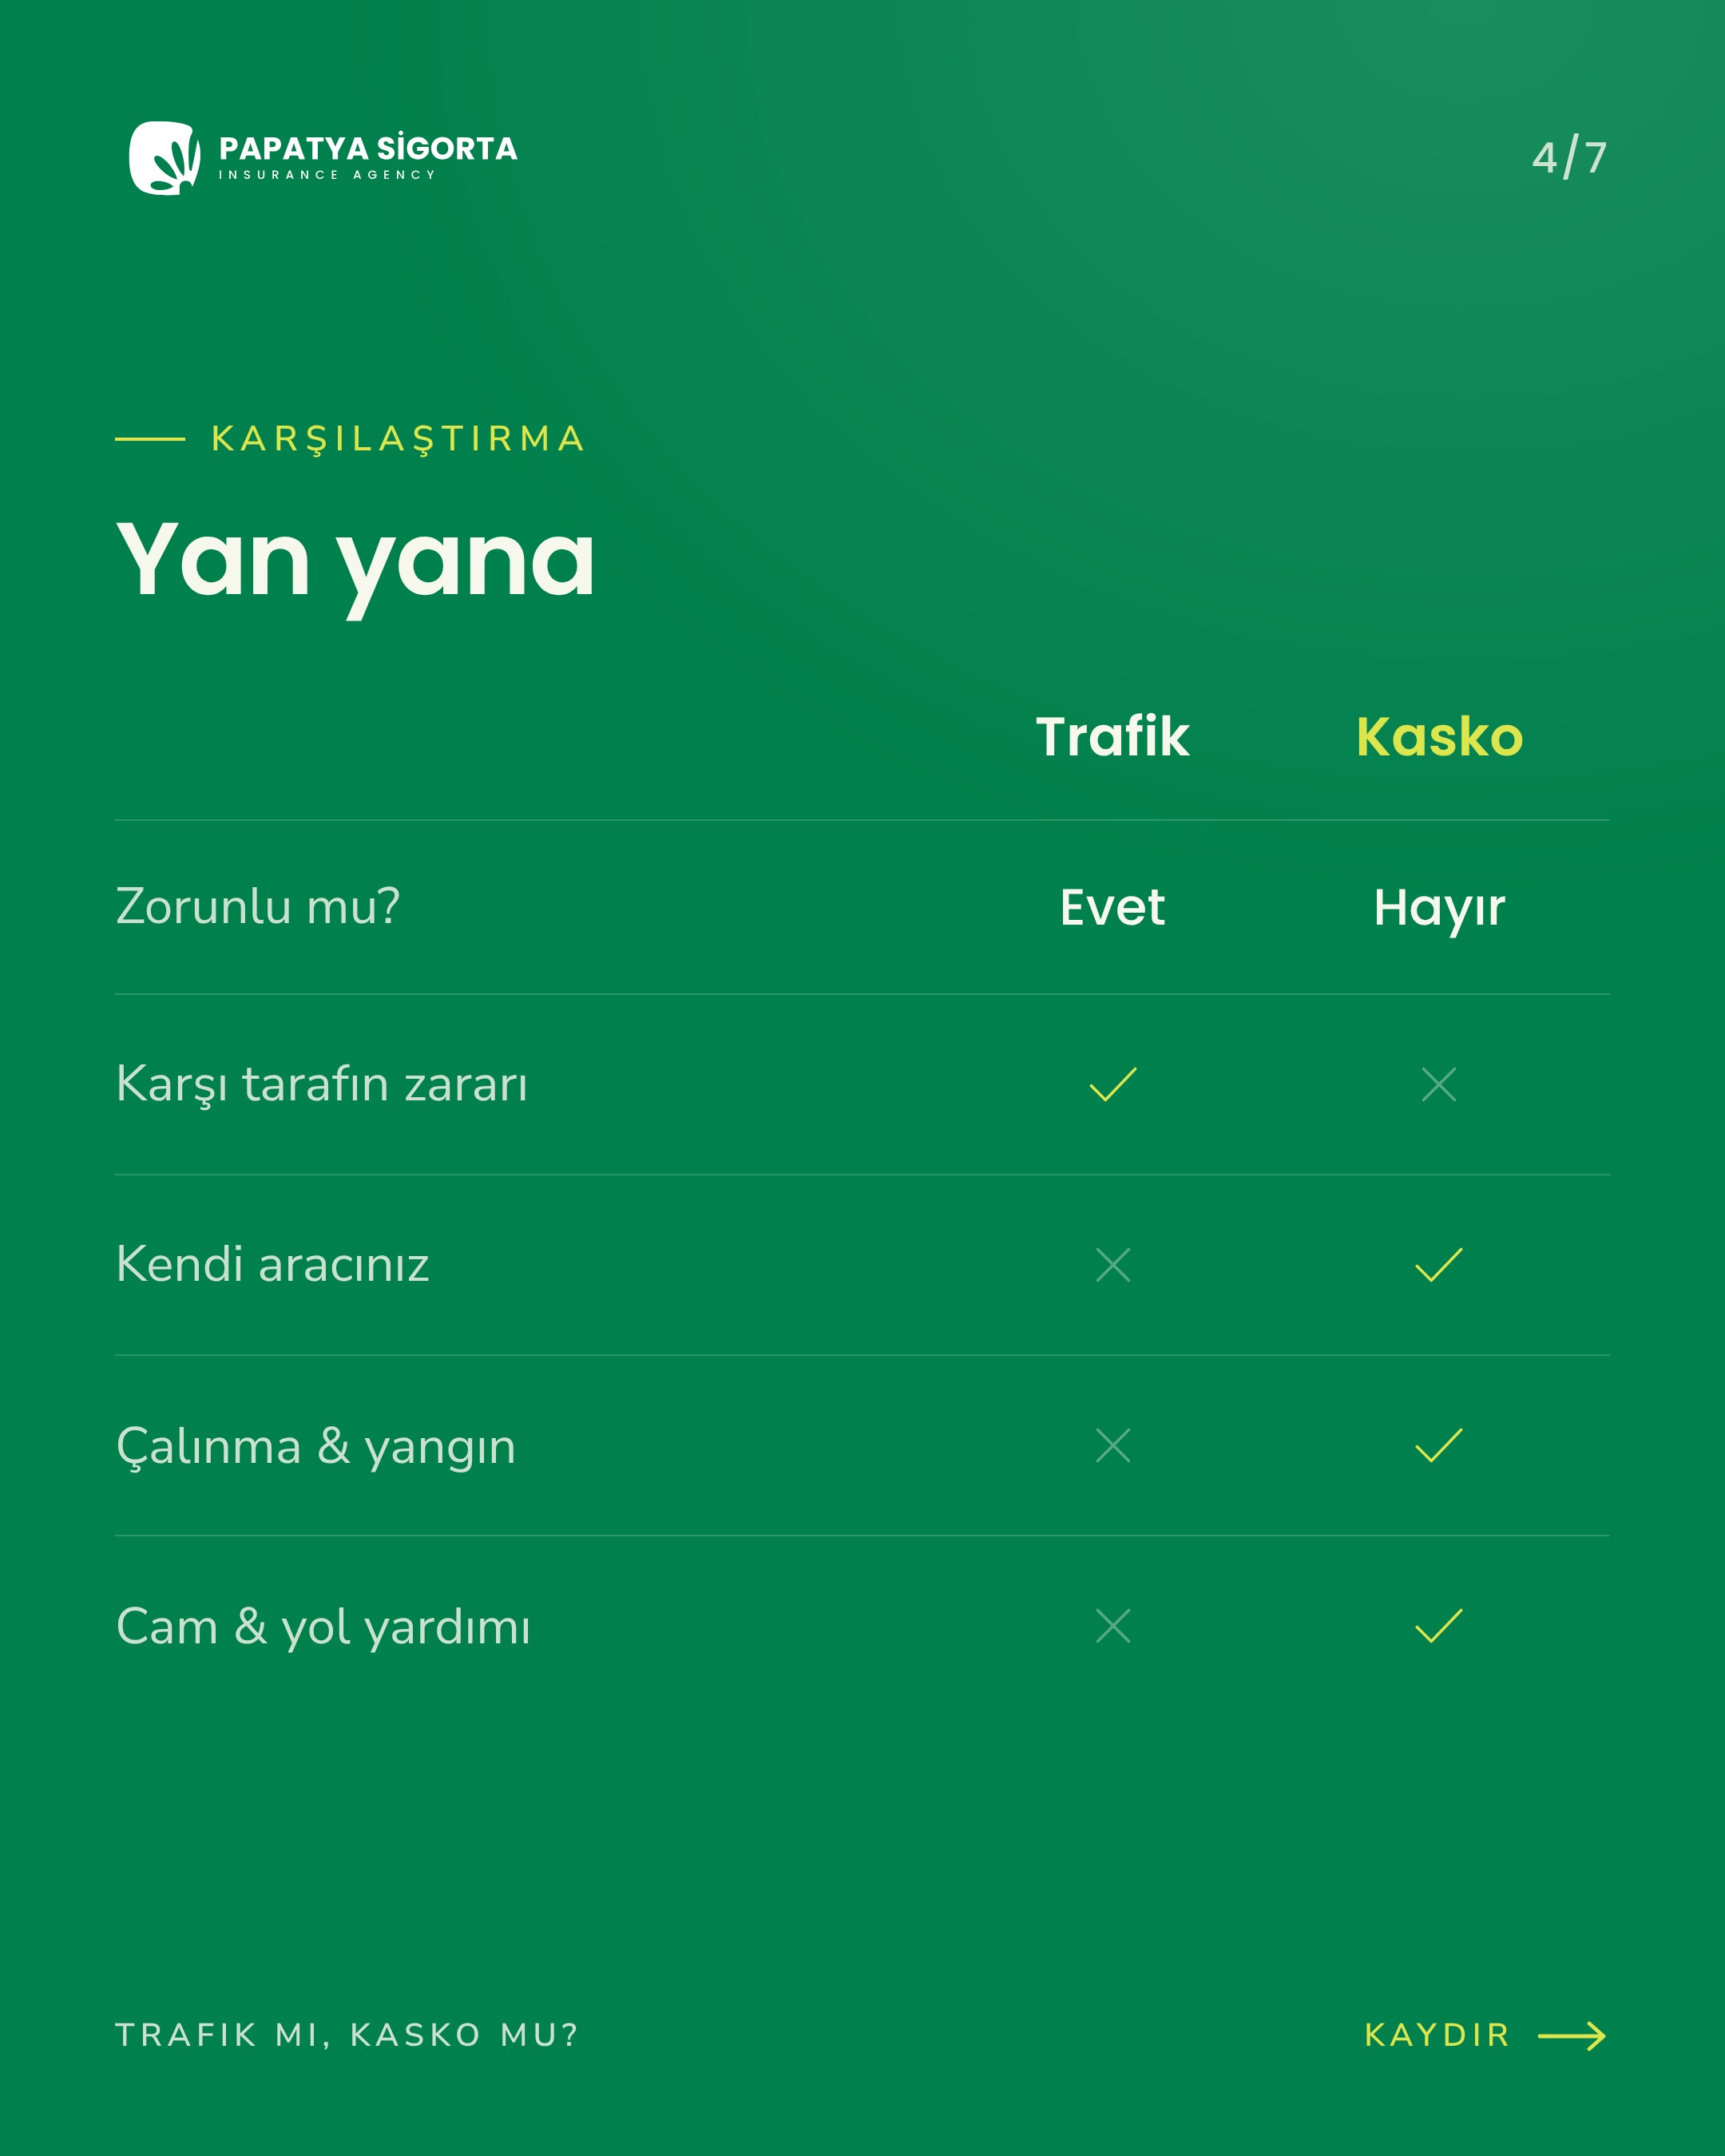 PAPATYA SİGORTA
INSURANCE AGENCY
4/7
KARŞILAŞTIRMA
Yan yana
Trafik Kasko
Zorunlu mu? Evet Hayır
Karşı tarafın zararı
Kendi aracınız
Çalınma & yangın
Cam & yol yardımı
TRAFIK MI, KASKO MU?
KAYDIR